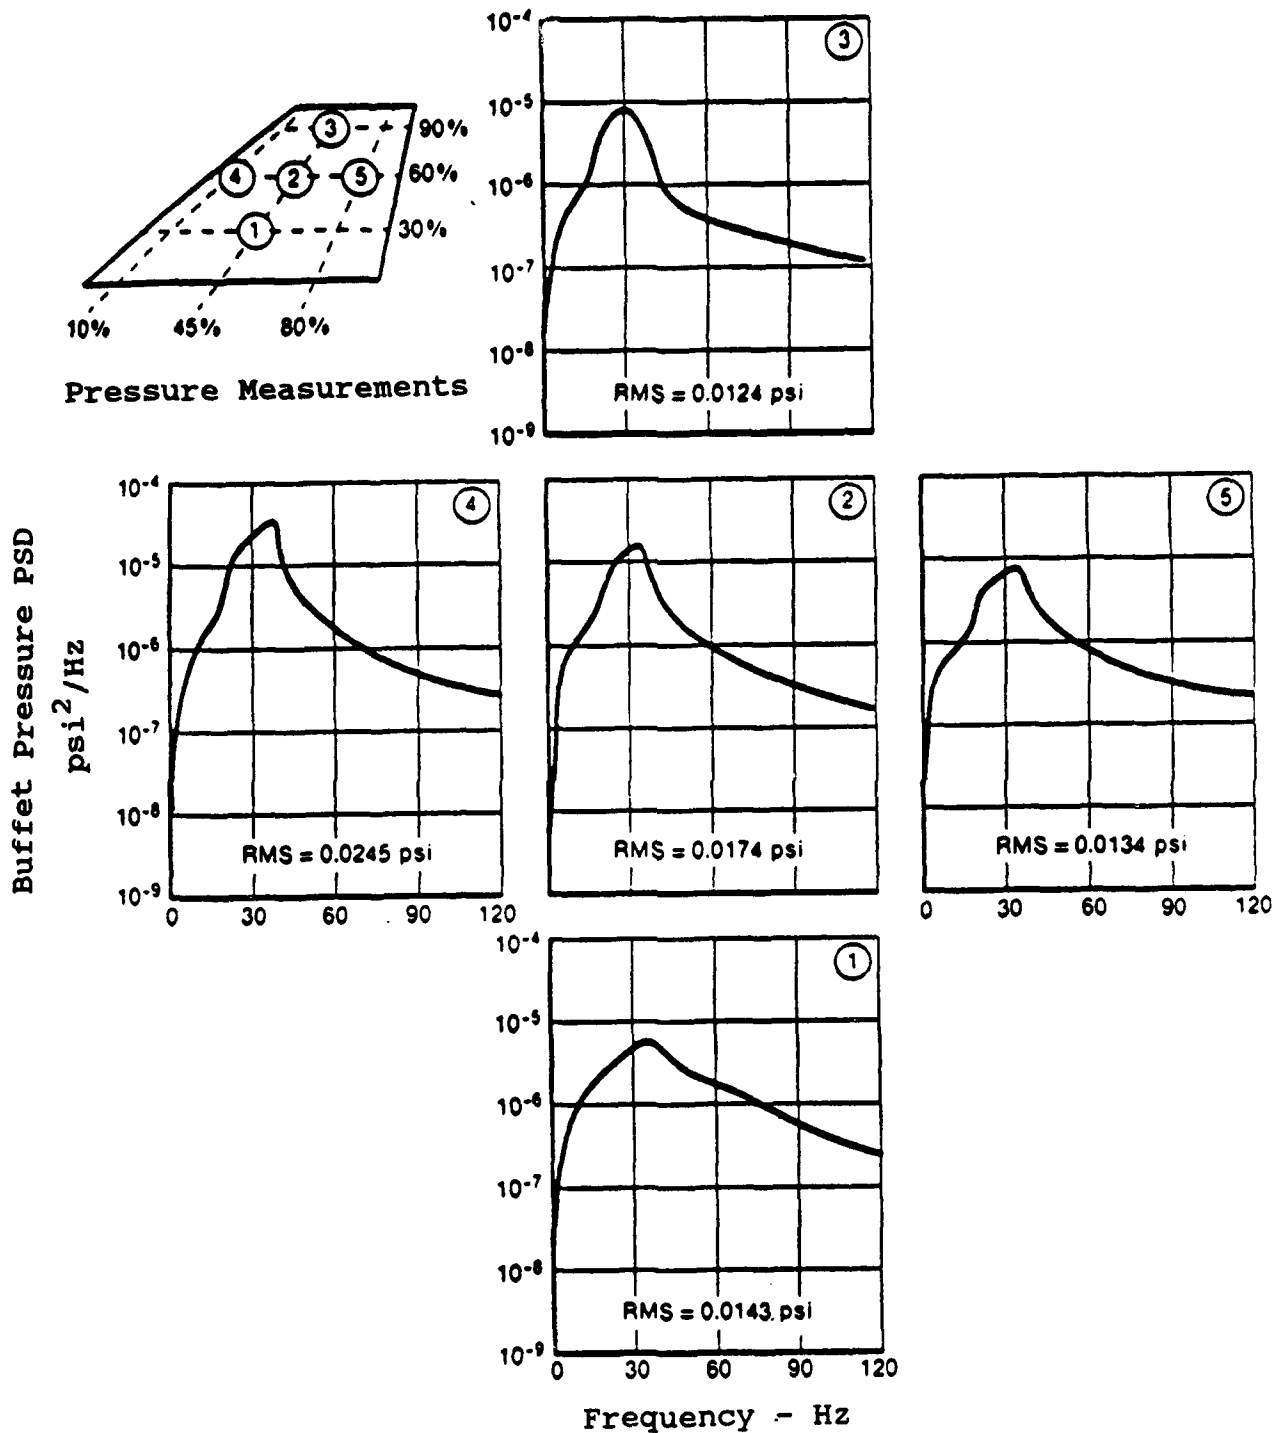 10-4
3
10-5
10-6
10-7
10-8
10-9
RMS = 0.0124 psi
3
90%
4
2
5
60%
1
30%
10%
45%
80%
Pressure Measurements
Buffet Pressure PSD
psi2/Hz
10-4
10-5
10-6
10-7
10-8
10-9
4
RMS = 0.0245 psi
0 30 60 90 120
2
RMS = 0.0174 psi
5
RMS = 0.0134 psi
0 30 60 90 120
10-4
10-5
10-6
10-7
10-8
10-9
1
RMS = 0.0143 psi
0 30 60 90 120
Frequency - Hz